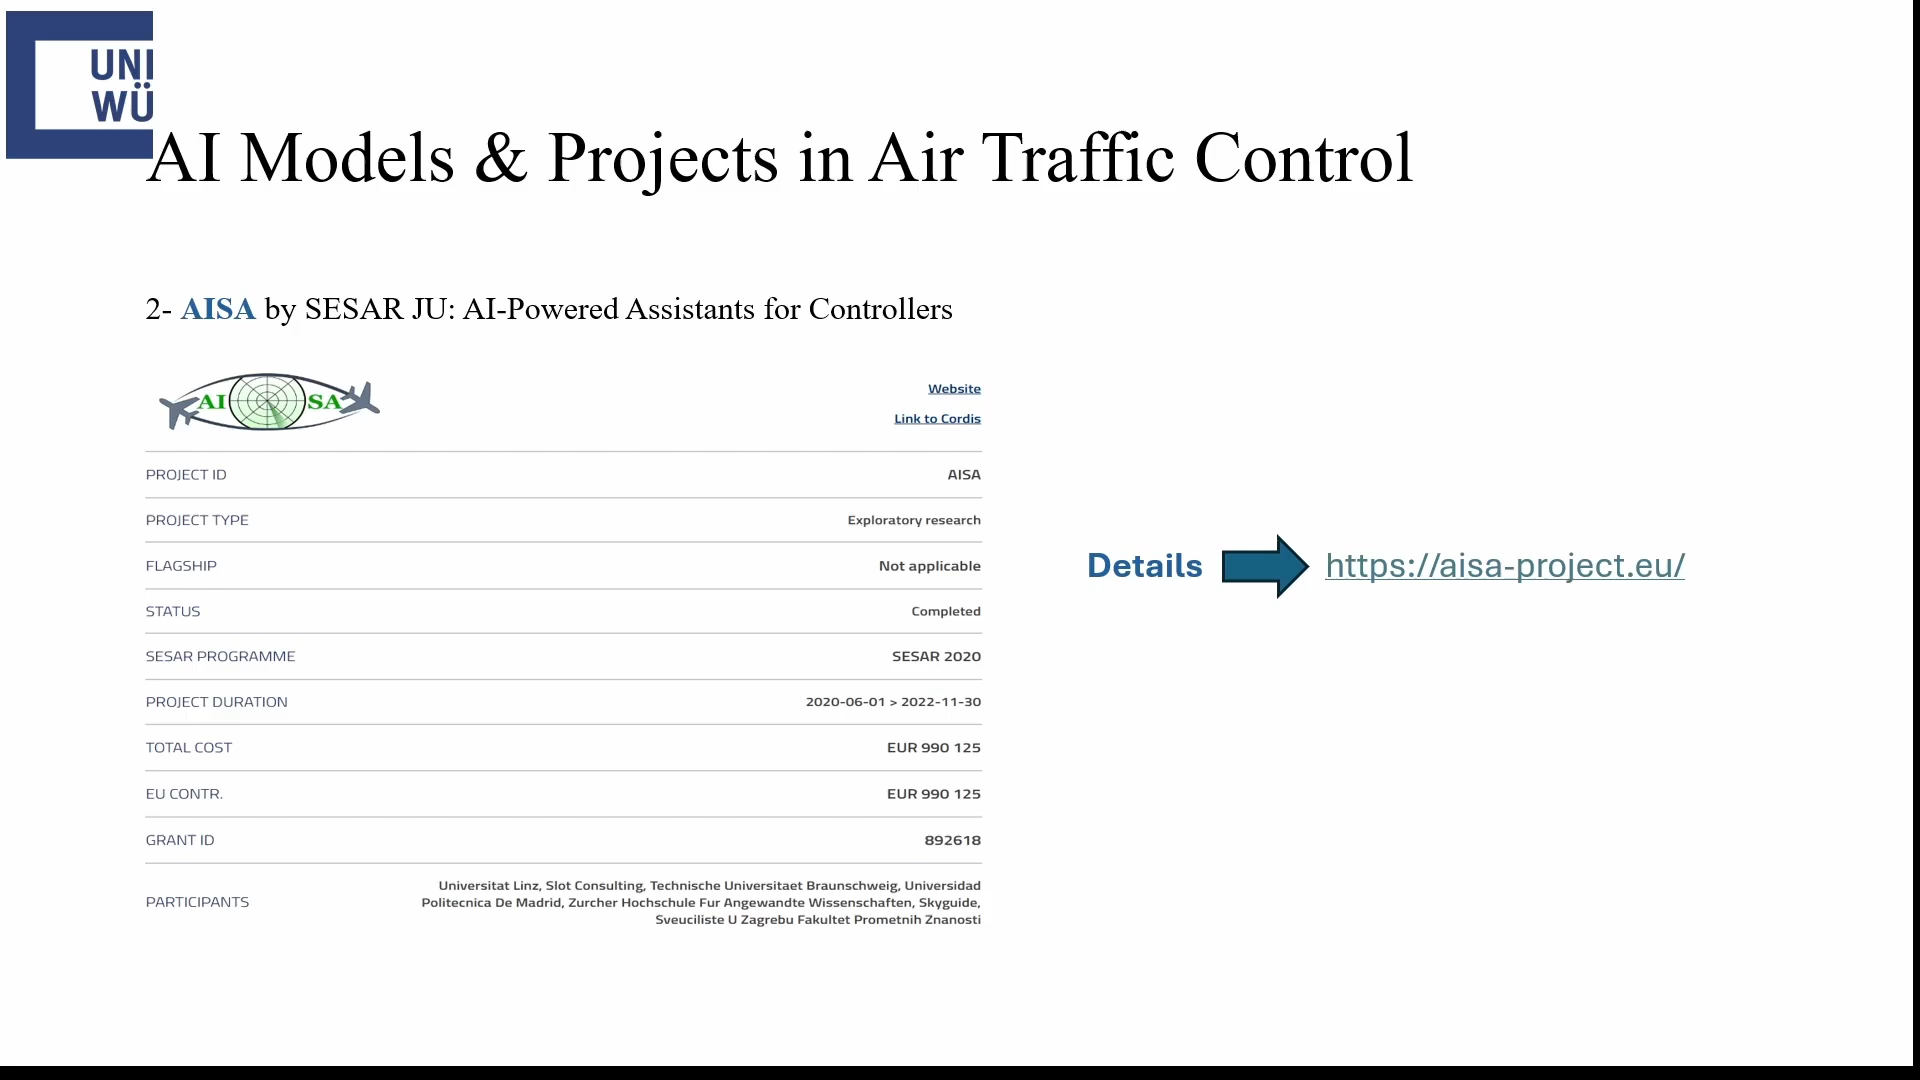 UNI
WÜ
AI Models & Projects in Air Traffic Control
2- AISA by SESAR JU: AI-Powered Assistants for Controllers
AI SA
Website
Link to Cordis
PROJECT ID AISA
PROJECT TYPE Exploratory research
FLAGSHIP Not applicable
STATUS Completed
SESAR PROGRAMME SESAR 2020
PROJECT DURATION 2020-06-01 > 2022-11-30
TOTAL COST EUR 990 125
EU CONTR. EUR 990 125
GRANT ID 892618
PARTICIPANTS Universitat Linz, Slot Consulting, Technische Universitaet Braunschweig, Universidad
Politecnica De Madrid, Zurcher Hochschule Fur Angewandte Wissenschaften, Skyguide,
Sveuciliste U Zagrebu Fakultet Prometnih Znanosti
Details https://aisa-project.eu/